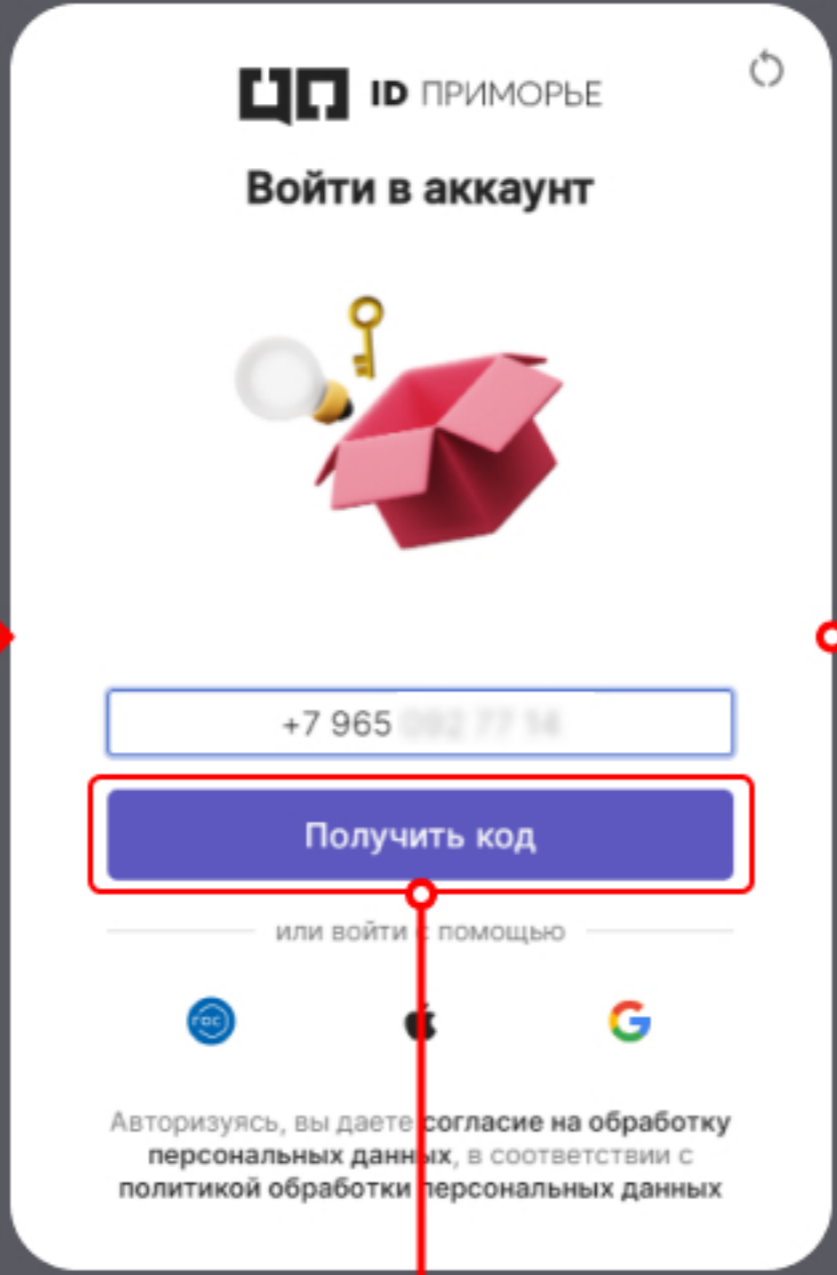 ЦП ID ПРИМОРЬЕ
Войти в аккаунт
+7 965
Получить код
или войти с помощью
гос
G
Авторизуясь, вы даете согласие на обработку
персональных данных, в соответствии с
политикой обработки персональных данных